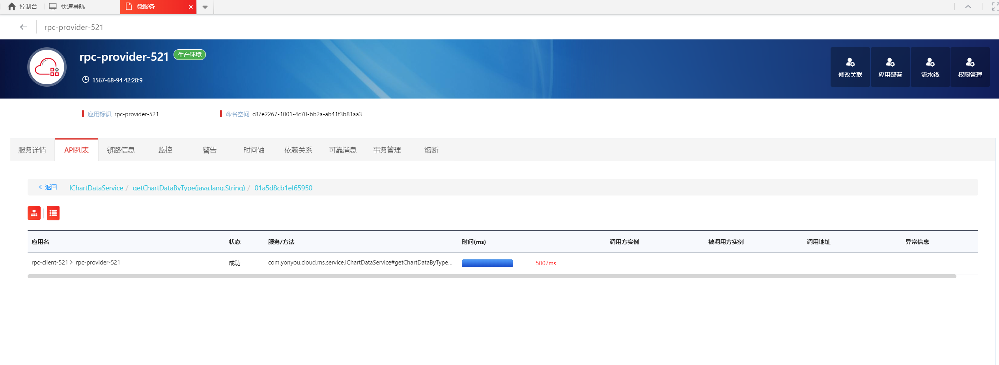 控制台 快速导航 微服务
rpc-provider-521
rpc-provider-521 生产环境
1567-68-94 42:28:9
修改关联 应用部署 流水线 权限管理
应用标识 rpc-provider-521 命名空间 c87e2267-1001-4c70-bb2a-ab41f3b81aa3
服务详情 API列表 链路信息 监控 警告 时间轴 依赖关系 可靠消息 事务管理 熔断
返回 IChartDataService / getChartDataByType(java.lang.String) / 01a5d8cb1ef65950
应用名 状态 服务/方法 时间(ms) 调用方实例 被调用方实例 调用地址 异常信息
rpc-client-521 > rpc-provider-521 成功 com.yonyou.cloud.ms.service.IChartDataService#getChartDataByType... 5007ms